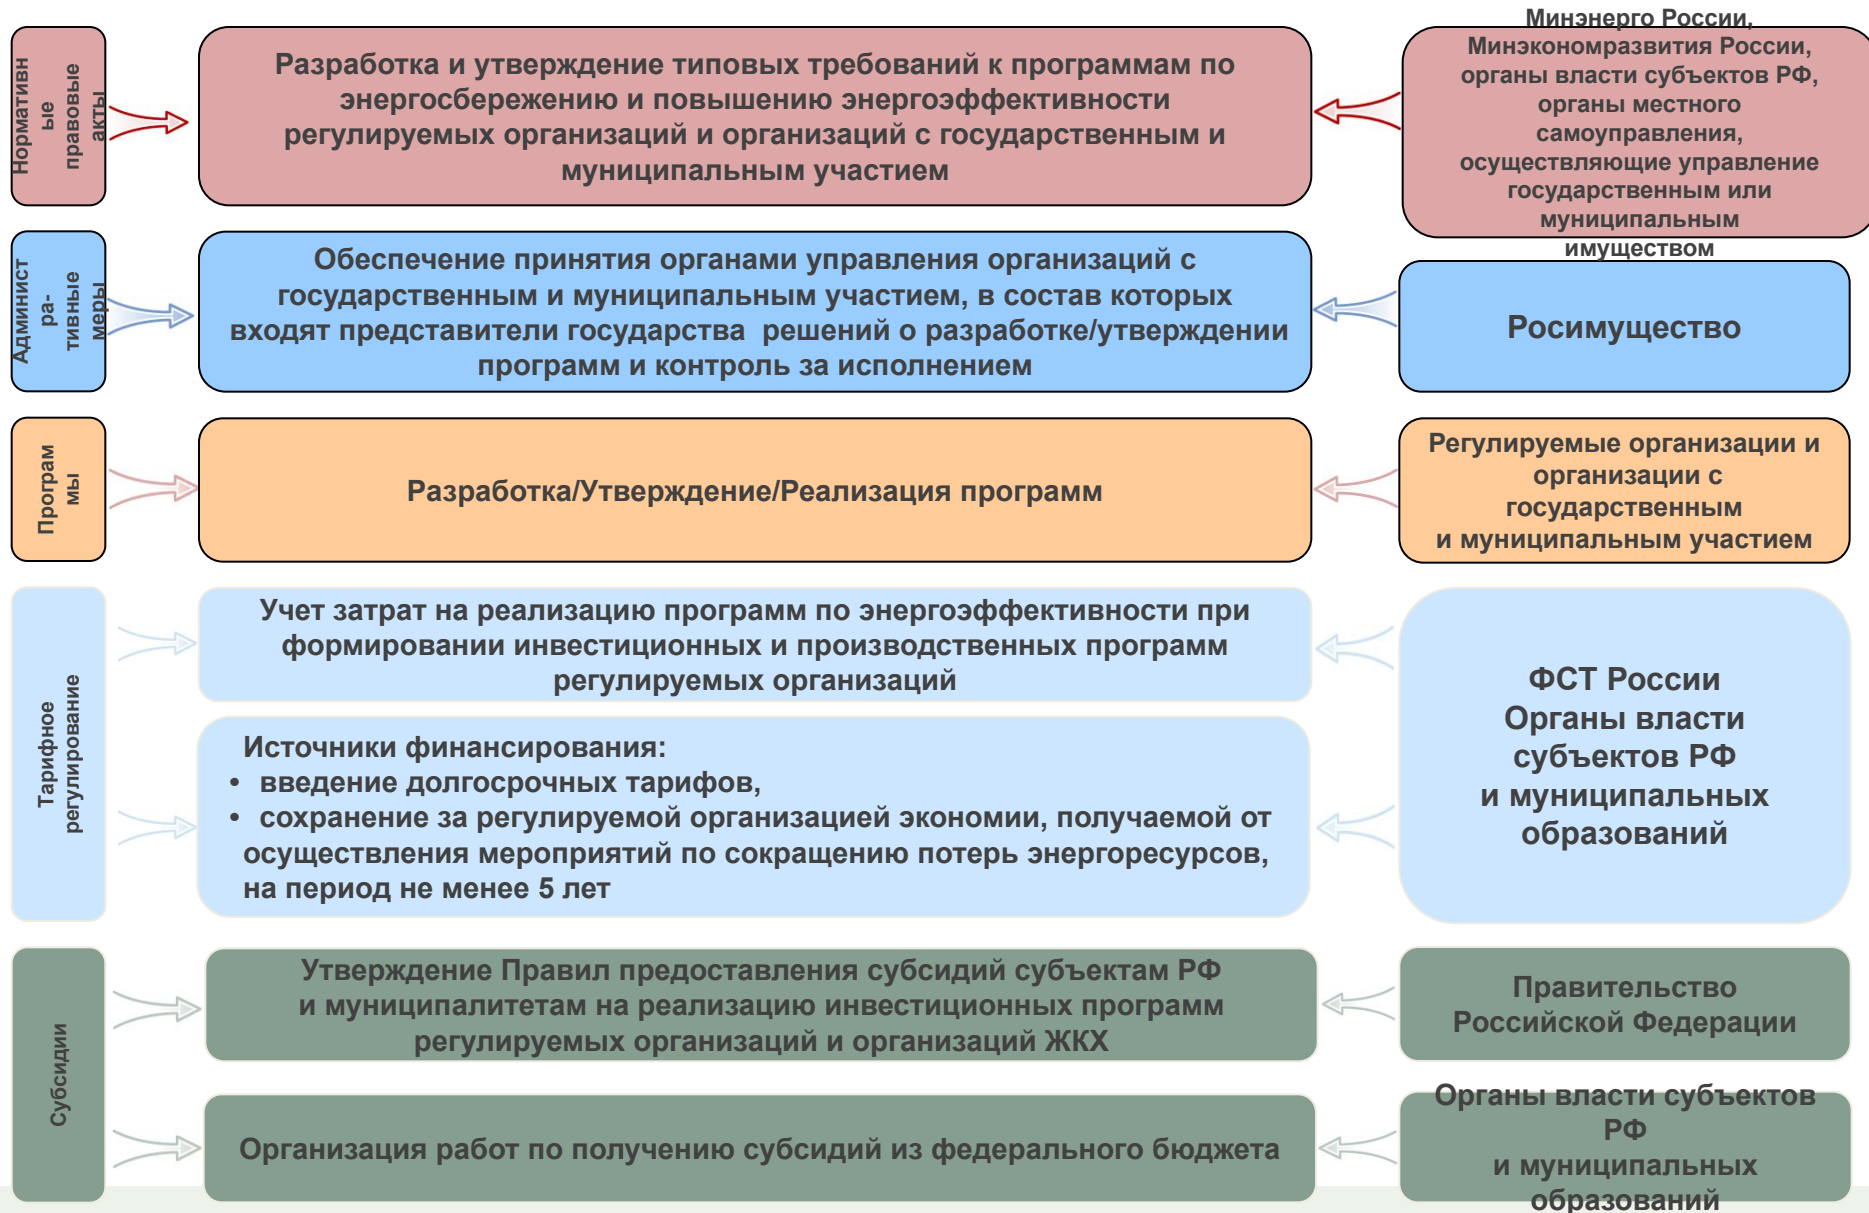 Нормативн
ые
правовые
акты
Разработка и утверждение типовых требований к программам по
энергосбережению и повышению энергоэффективности
регулируемых организаций и организаций с государственным и
муниципальным участием
Минэнерго России,
Минэкономразвития России,
органы власти субъектов РФ,
органы местного
самоуправления,
осуществляющие управление
государственным или
муниципальным
имуществом
Админист
ра-
тивные
меры
Обеспечение принятия органами управления организаций с
государственным и муниципальным участием, в состав которых
входят представители государства  решений о разработке/утверждении
программ и контроль за исполнением
Росимущество
Програм
мы
Разработка/Утверждение/Реализация программ
Регулируемые организации и
организации с
государственным
и муниципальным участием
Тарифное
регулирование
Учет затрат на реализацию программ по энергоэффективности при
формировании инвестиционных и производственных программ
регулируемых организаций
Источники финансирования:
• введение долгосрочных тарифов,
• сохранение за регулируемой организацией экономии, получаемой от
осуществления мероприятий по сокращению потерь энергоресурсов,
на период не менее 5 лет
ФСТ России
Органы власти
субъектов РФ
и муниципальных
образований
Субсидии
Утверждение Правил предоставления субсидий субъектам РФ
и муниципалитетам на реализацию инвестиционных программ
регулируемых организаций и организаций ЖКХ
Правительство
Российской Федерации
Организация работ по получению субсидий из федерального бюджета
Органы власти субъектов
РФ
и муниципальных
образований